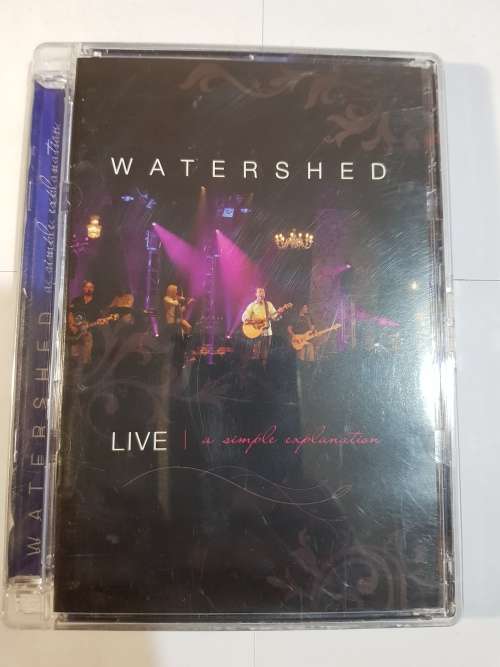 WATERSHED
LIVE | a simple explanation
WATERSHED a simple explanation